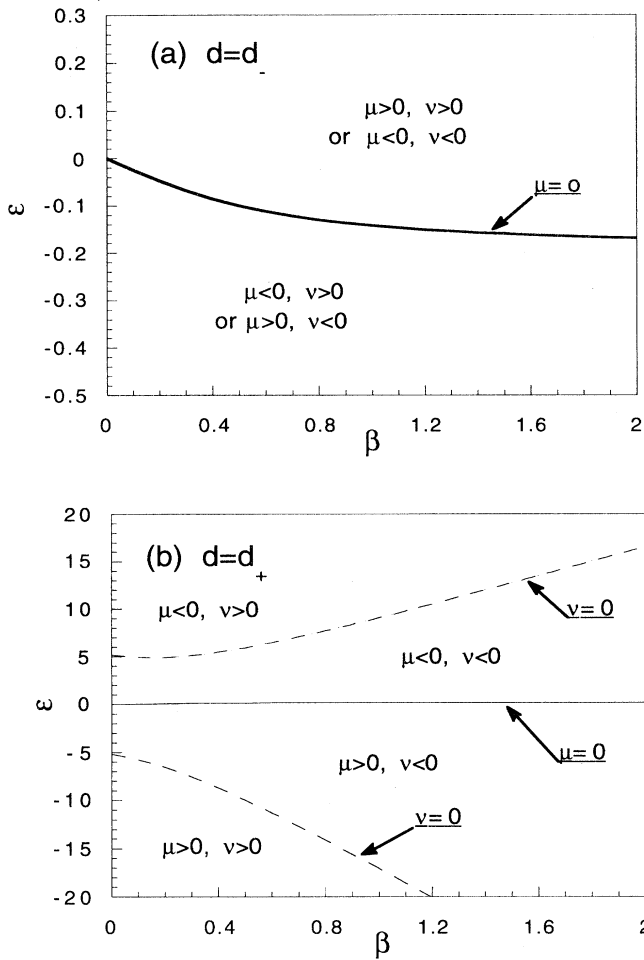 0.3
(a) d=d_
0.2
0.1
μ>0, ν>0
or μ<0, ν<0
0
μ= o
ε
-0.1
-0.2
μ<0, ν>0
-0.3
or μ>0, ν<0
-0.4
-0.5
0 0.4 0.8 1.2 1.6 2
β
20
(b) d=d+
15
μ<0, ν>0
10
ν= 0
μ<0, ν<0
5
ε
0
μ= 0
-5
μ>0, ν<0
-10
ν= 0
μ>0, ν>0
-15
-20
0 0.4 0.8 1.2 1.6 2
β